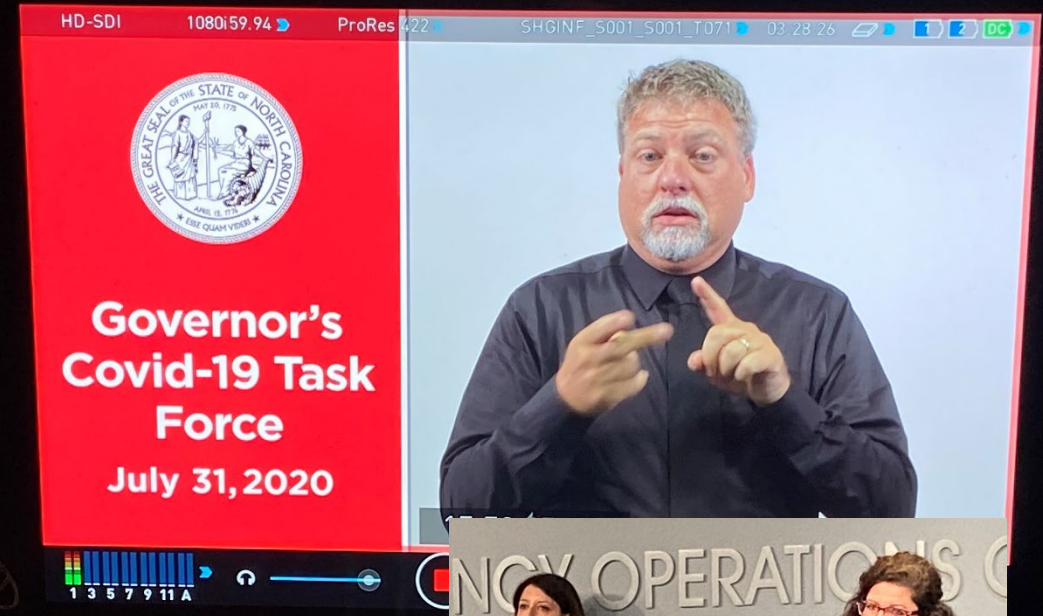 HD-SDI 1080i59.94 ProRes 422 SHGINF_S001_S001_T071 03:28:26 1 2 DC
THE GREAT SEAL OF THE STATE OF NORTH CAROLINA
MAY 20, 1775
APRIL 12, 1776
★ ESSE QUAM VIDERI ★
Governor's
Covid-19 Task
Force
July 31, 2020
1 3 5 7 9 11 A
NCY OPERATIONS C